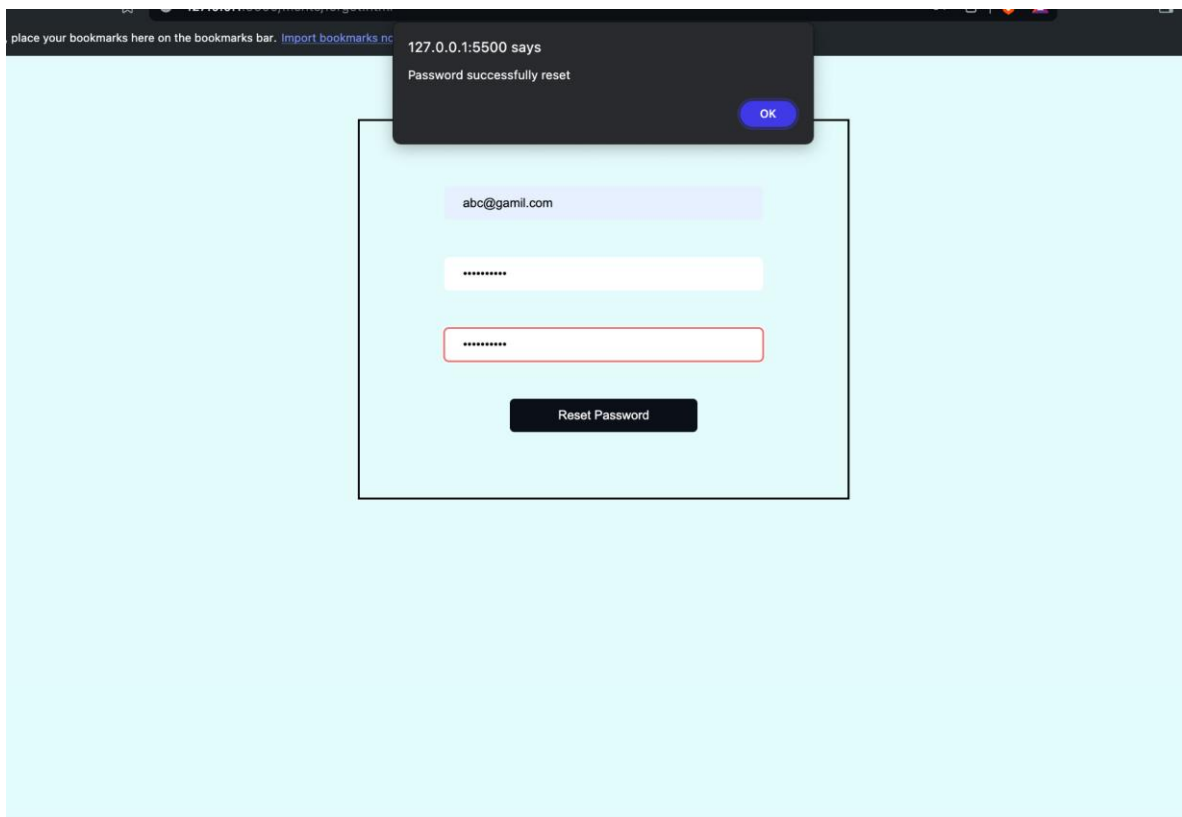 place your bookmarks here on the bookmarks bar. Import bookmarks
127.0.0.1:5500 says
Password successfully reset
OK
abc@gamil.com
••••••••••
••••••••••
Reset Password